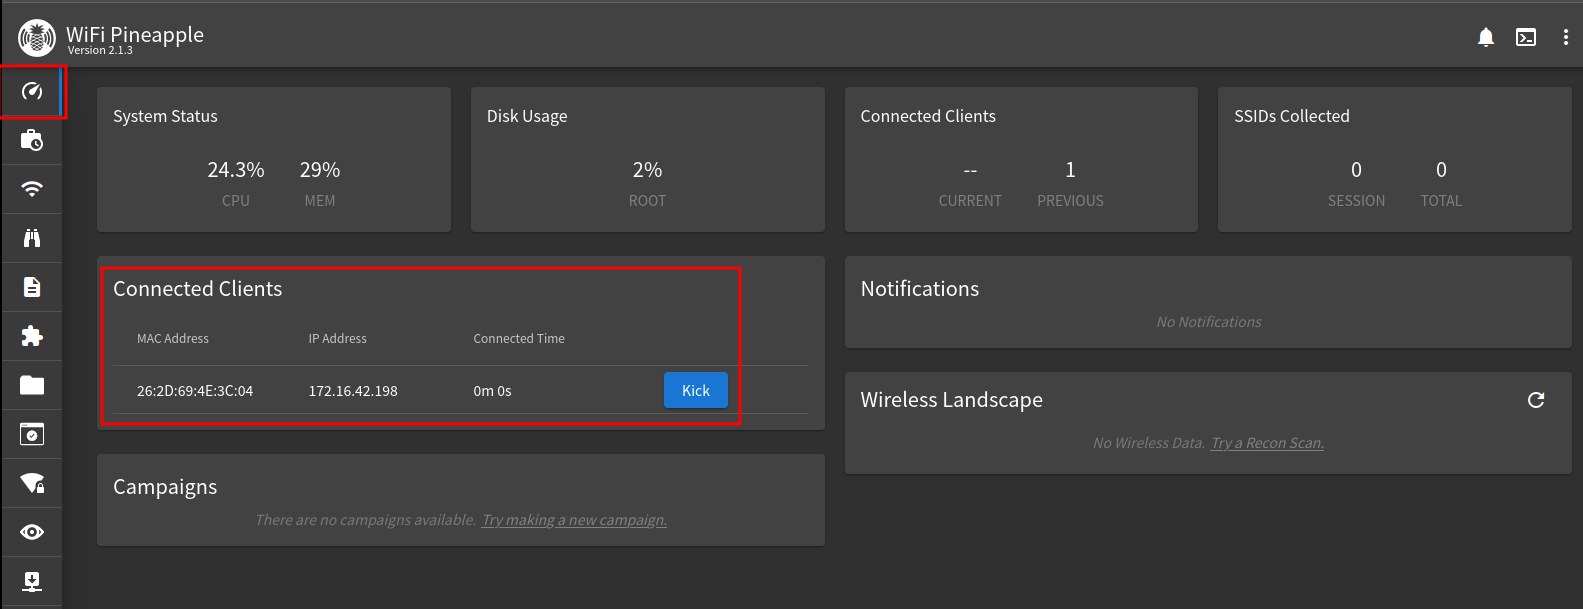 WiFi Pineapple
Version 2.1.3
System Status
24.3% 29%
CPU MEM
Disk Usage
2%
ROOT
Connected Clients
-- 1
CURRENT PREVIOUS
SSIDs Collected
0 0
SESSION TOTAL
Connected Clients
MAC Address IP Address Connected Time
26:2D:69:4E:3C:04 172.16.42.198 0m 0s Kick
Campaigns
There are no campaigns available. Try making a new campaign.
Notifications
No Notifications
Wireless Landscape
No Wireless Data. Try a Recon Scan.